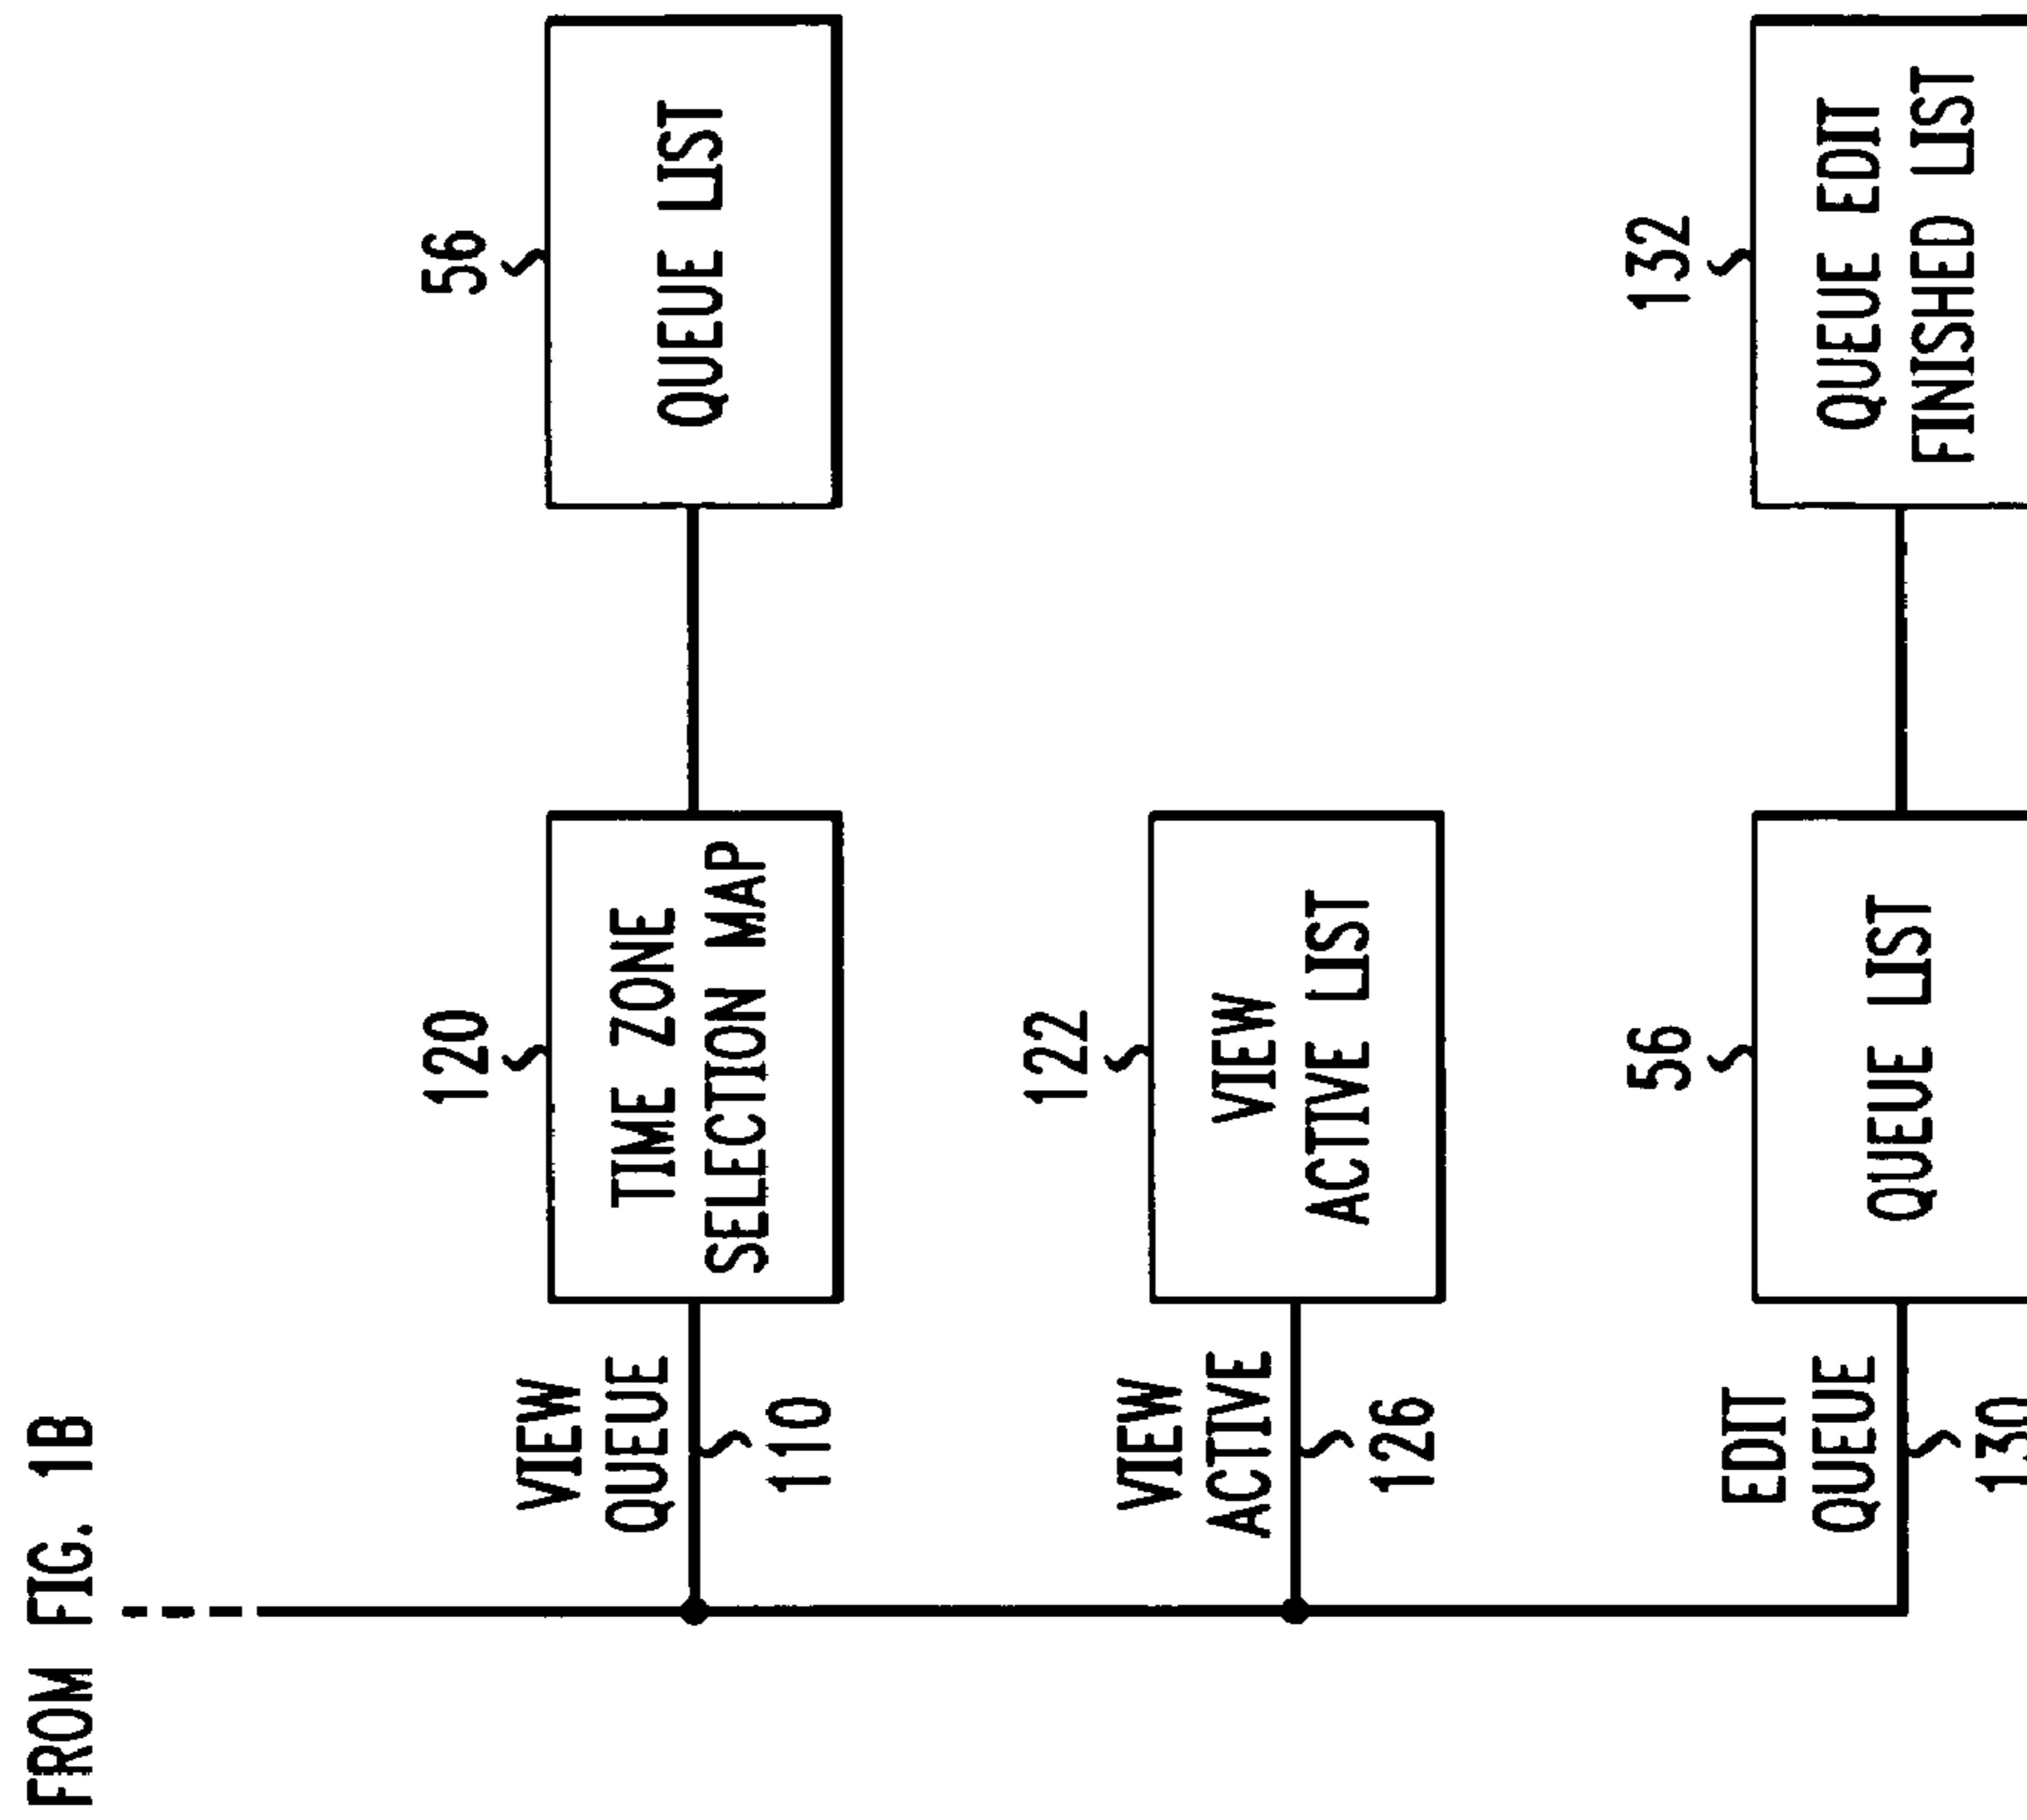 FROM FIG. 1B
VIEW
QUEUE
110
120
TIME ZONE
SELECTION MAP
56
QUEUE LIST
VIEW
ACTIVE
126
122
VIEW
ACTIVE LIST
EDIT
QUEUE
130
56
QUEUE LIST
132
QUEUE EDIT
FINISHED LIST